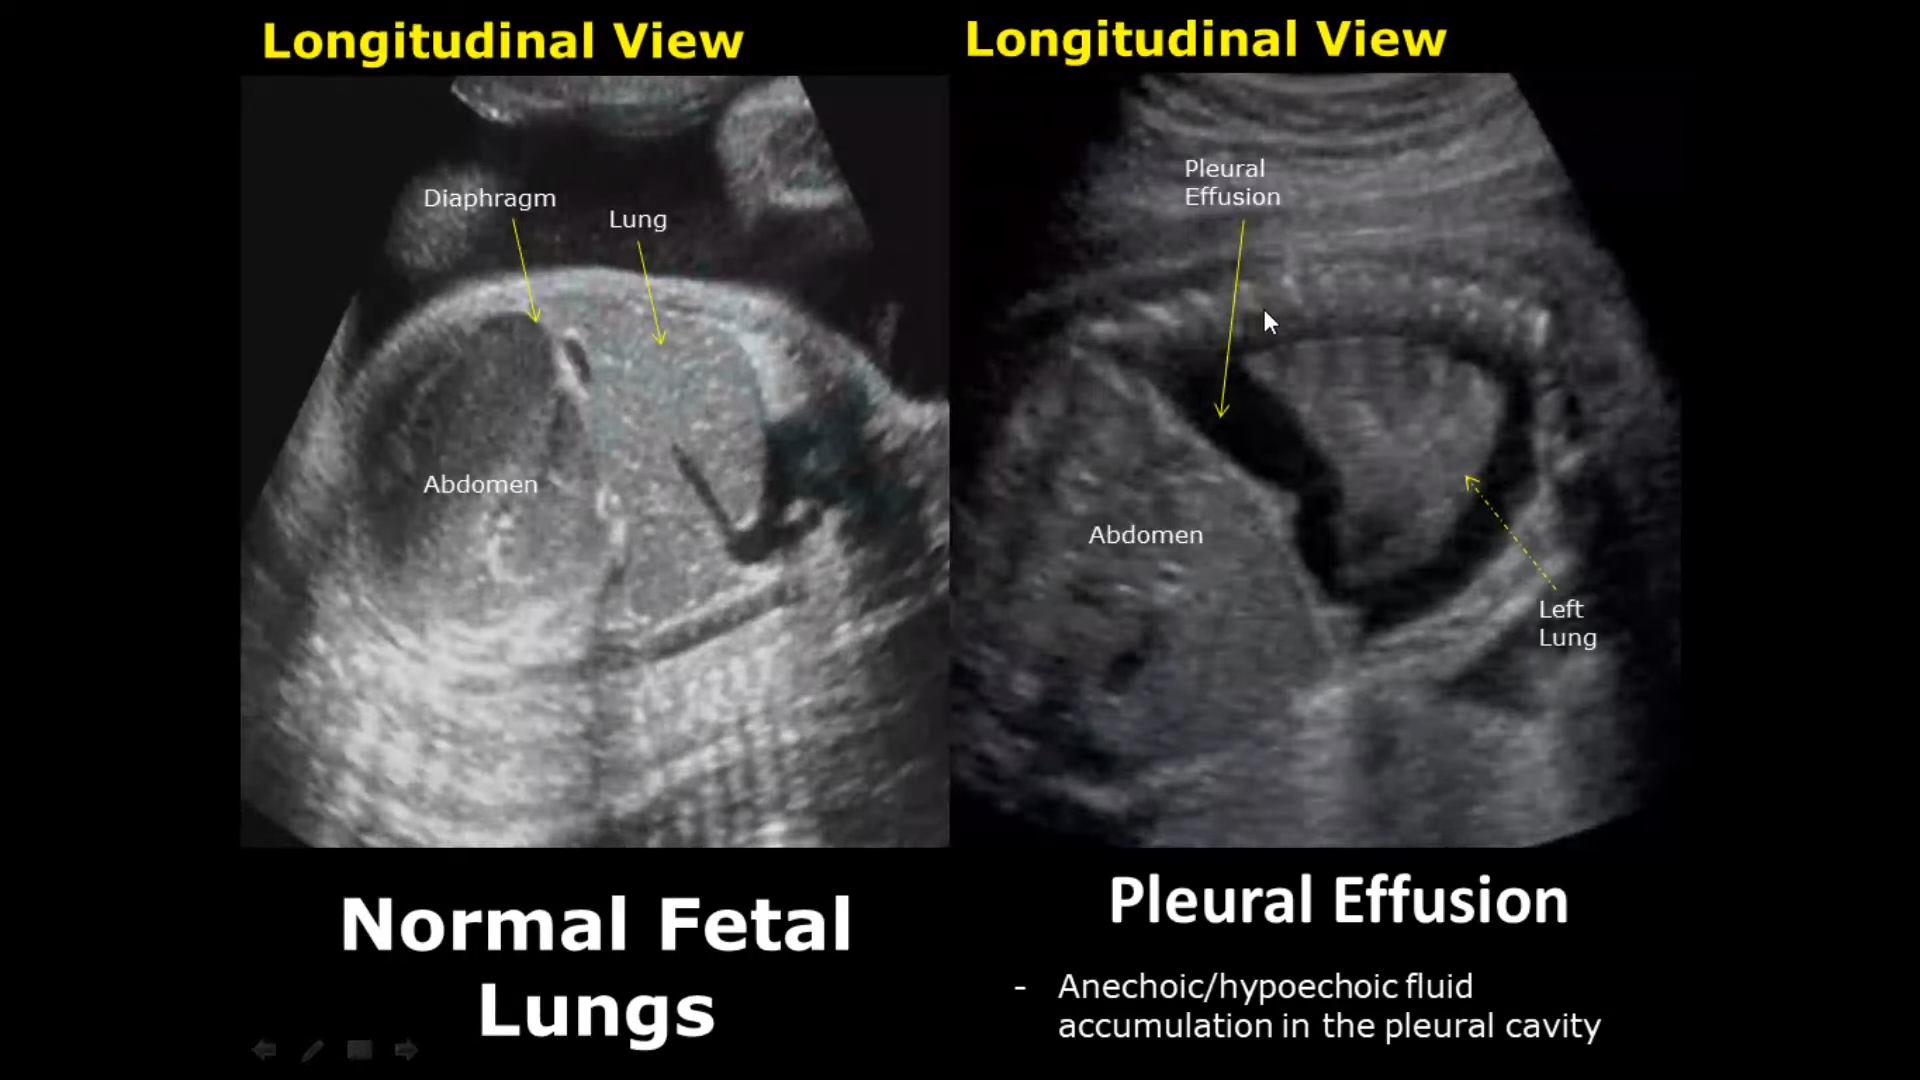 Longitudinal View
Diaphragm
Lung
Abdomen
Normal Fetal
Lungs
Longitudinal View
Pleural
Effusion
Abdomen
Left
Lung
Pleural Effusion
- Anechoic/hypoechoic fluid
accumulation in the pleural cavity